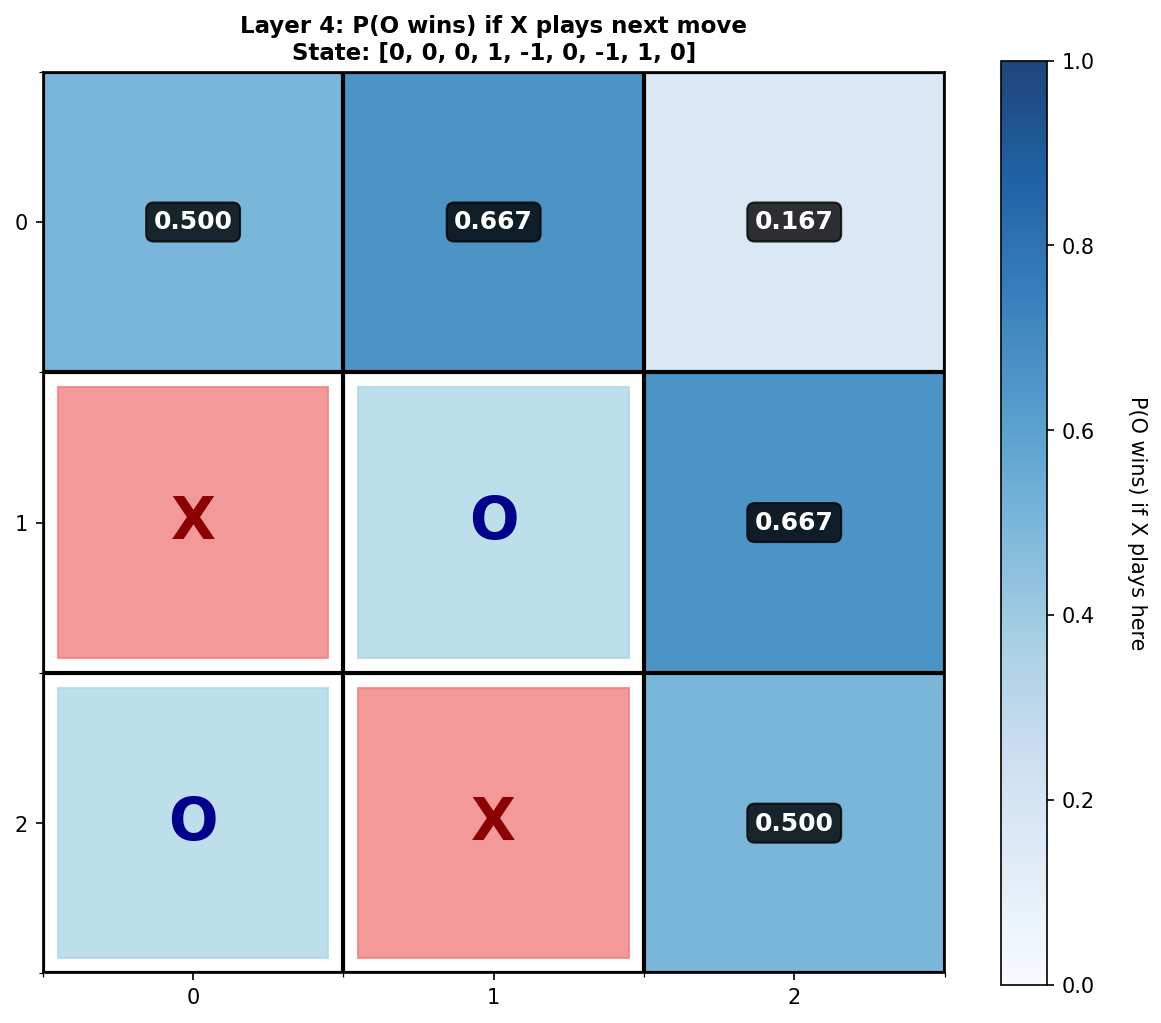 Layer 4: P(O wins) if X plays next move
State: [0, 0, 0, 1, -1, 0, -1, 1, 0]
0
0.500
0.667
0.167
1
X
O
0.667
2
O
X
0.500
0
1
2
1.0
0.8
0.6
0.4
0.2
0.0
P(O wins) if X plays here